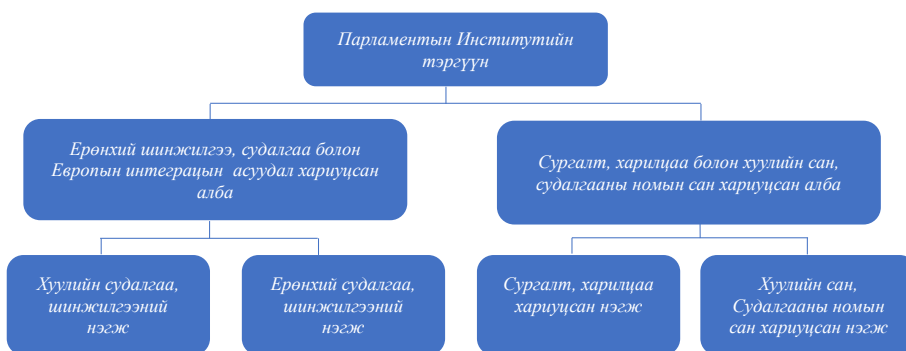 Парламентын Институтийн
тэргүүн
Ерөнхий шинжилгээ, судалгаа болон
Европын интеграцын асуудал хариуцсан
алба
Сургалт, харилцаа болон хуулийн сан,
судалгааны номын сан хариуцсан алба
Хуулийн судалгаа,
шинжилгээний
нэгж
Ерөнхий судалгаа,
шинжилгээний
нэгж
Сургалт, харилцаа
хариуцсан нэгж
Хуулийн сан,
Судалгааны номын
сан хариуцсан нэгж